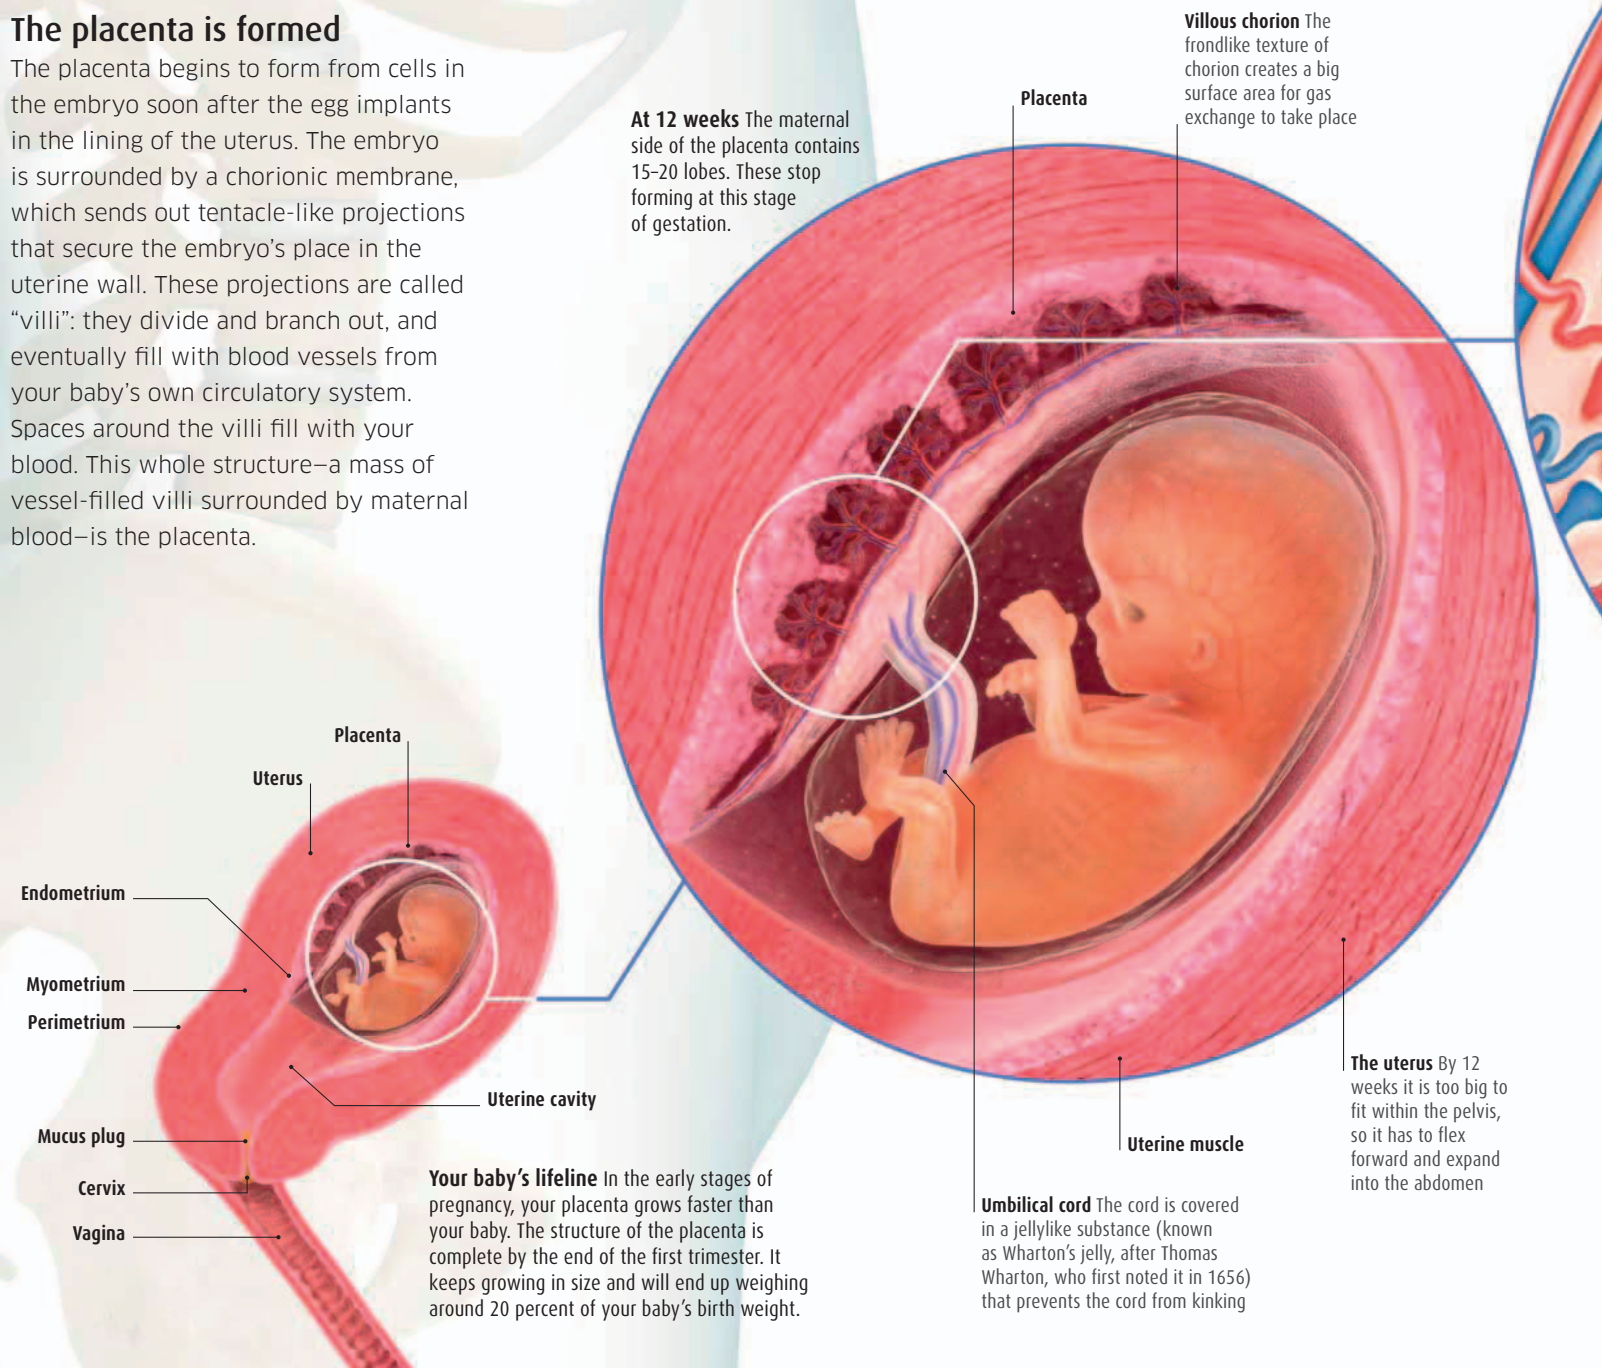 The placenta is formed
The placenta begins to form from cells in
the embryo soon after the egg implants
in the lining of the uterus. The embryo
is surrounded by a chorionic membrane,
which sends out tentacle-like projections
that secure the embryo’s place in the
uterine wall. These projections are called
“villi”: they divide and branch out, and
eventually fill with blood vessels from
your baby’s own circulatory system.
Spaces around the villi fill with your
blood. This whole structure—a mass of
vessel-filled villi surrounded by maternal
blood—is the placenta.
At 12 weeks The maternal
side of the placenta contains
15–20 lobes. These stop
forming at this stage
of gestation.
Placenta
Villous chorion The
frondlike texture of
chorion creates a big
surface area for gas
exchange to take place
Placenta
Uterus
Endometrium
Myometrium
Perimetrium
Uterine cavity
Mucus plug
Cervix
Vagina
Your baby’s lifeline In the early stages of
pregnancy, your placenta grows faster than
your baby. The structure of the placenta is
complete by the end of the first trimester. It
keeps growing in size and will end up weighing
around 20 percent of your baby’s birth weight.
Umbilical cord The cord is covered
in a jellylike substance (known
as Wharton’s jelly, after Thomas
Wharton, who first noted it in 1656)
that prevents the cord from kinking
Uterine muscle
The uterus By 12
weeks it is too big to
fit within the pelvis,
so it has to flex
forward and expand
into the abdomen